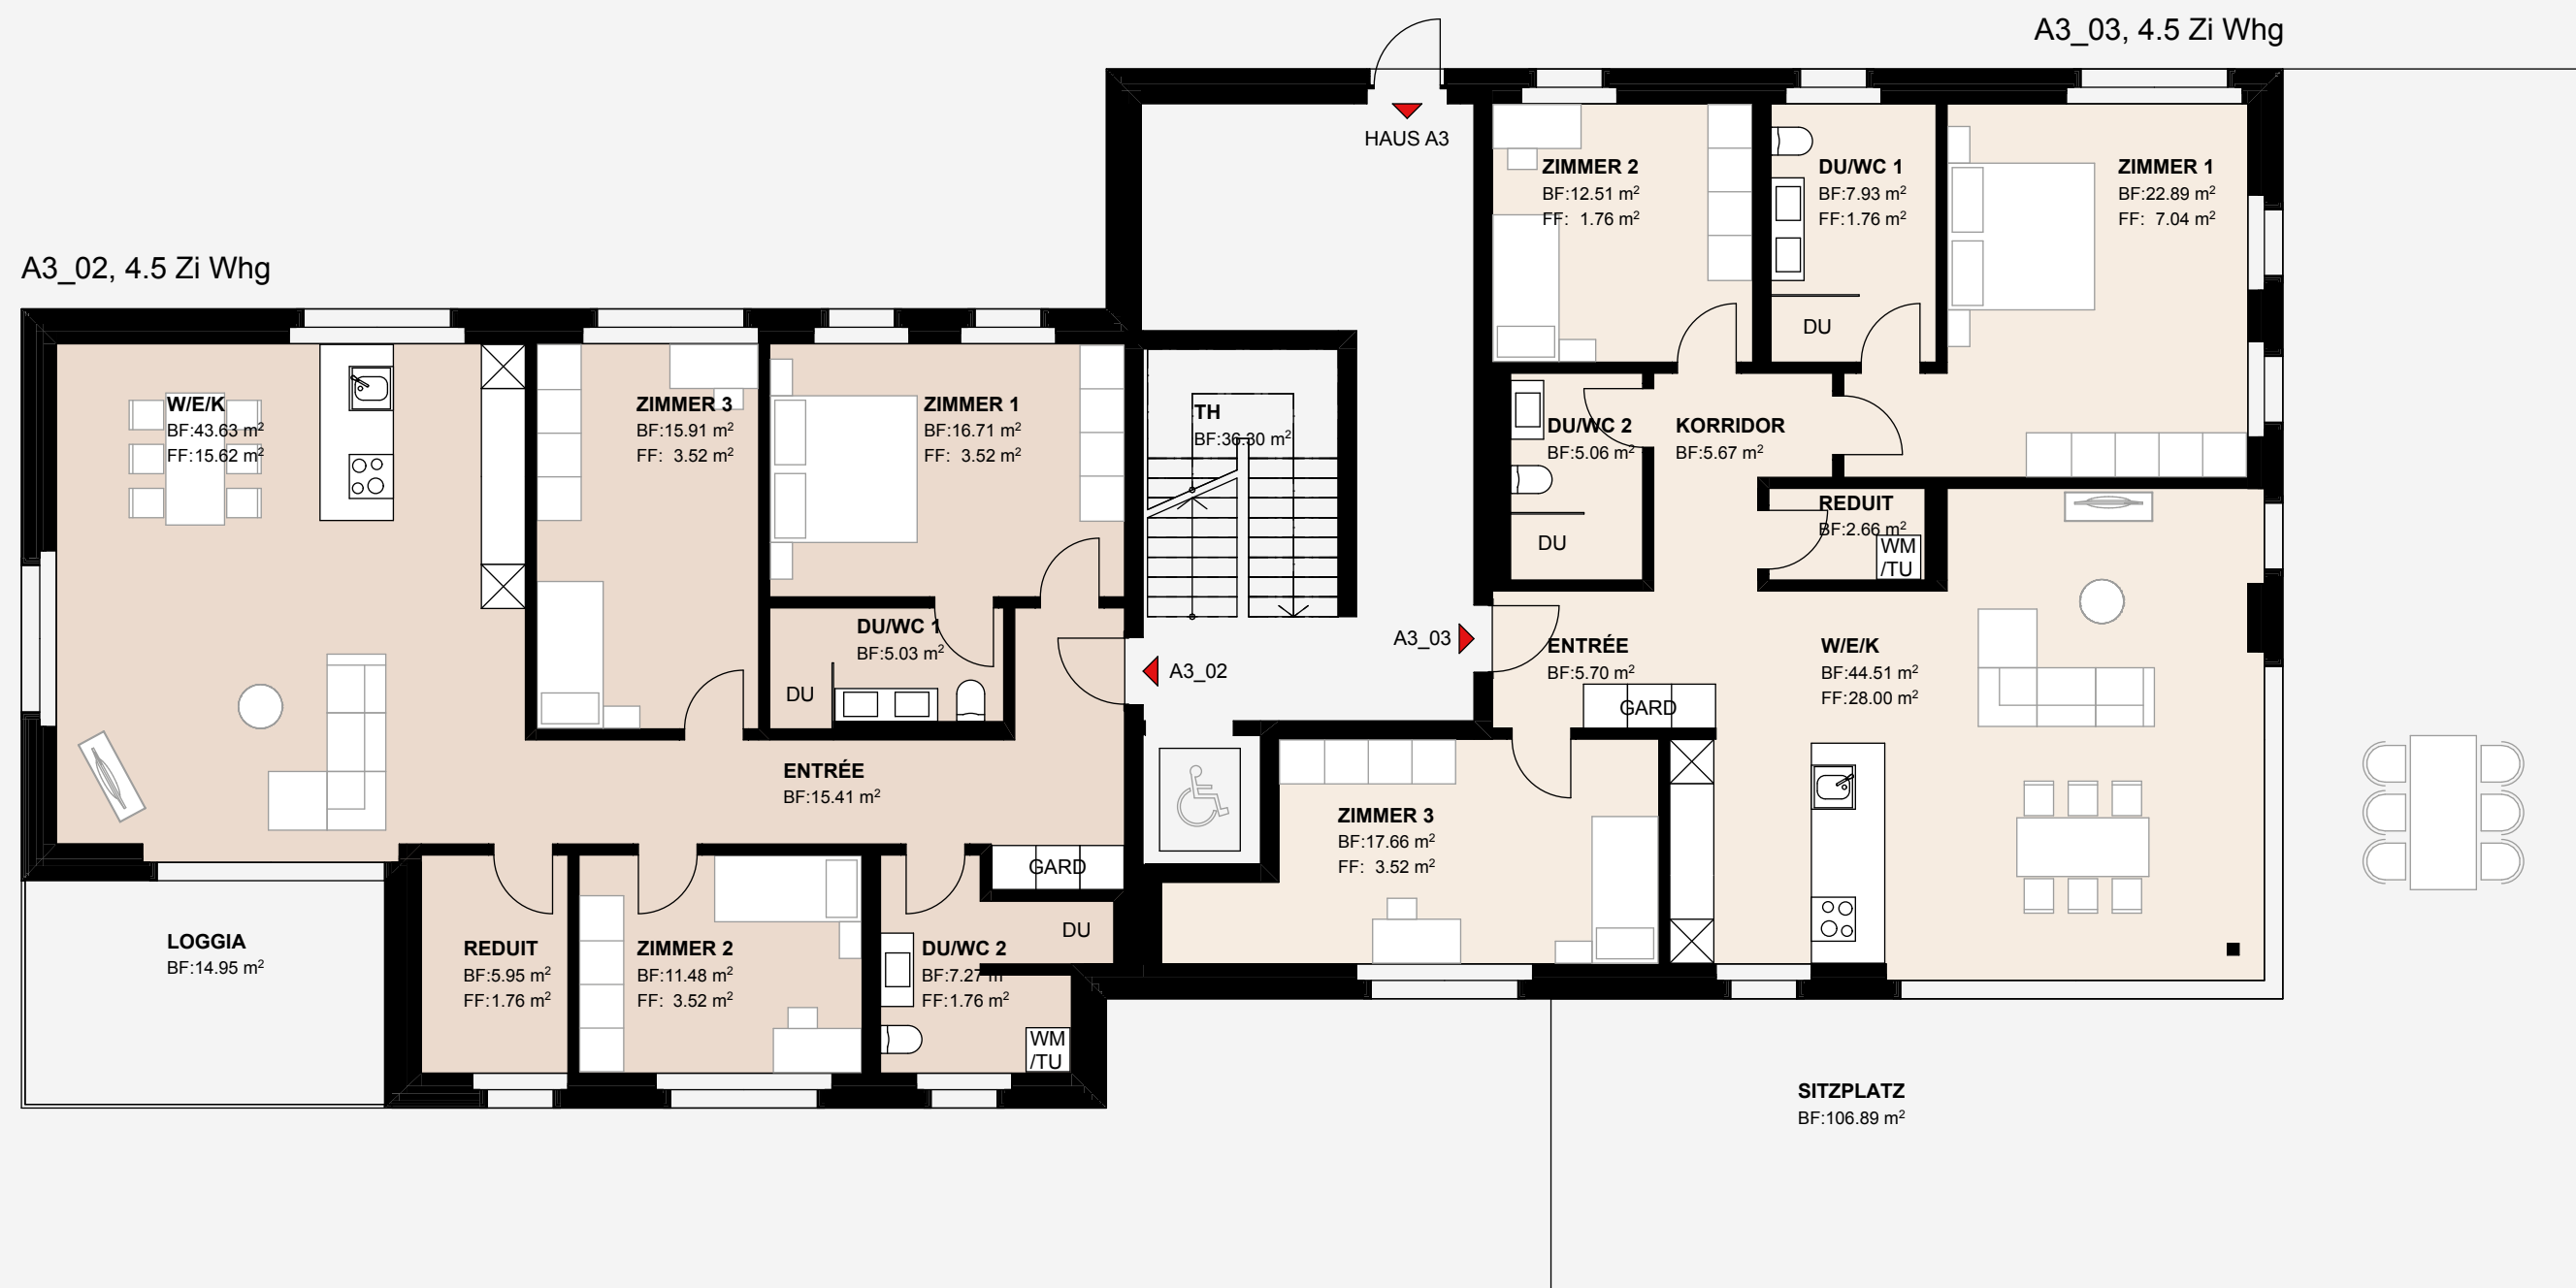 A3_03, 4.5 Zi Whg
HAUS A3
ZIMMER 2
BF:12.51 m²
FF: 1.76 m²
DU/WC 1
BF:7.93 m²
FF:1.76 m²
DU
ZIMMER 1
BF:22.89 m²
FF: 7.04 m²
A3_02, 4.5 Zi Whg
W/E/K
BF:43.63 m²
FF:15.62 m²
ZIMMER 3
BF:15.91 m²
FF: 3.52 m²
ZIMMER 1
BF:16.71 m²
FF: 3.52 m²
TH
BF:36.30 m²
DU/WC 2
BF:5.06 m²
DU
KORRIDOR
BF:5.67 m²
REDUIT
BF:2.66 m²
WM
/TU
DU/WC 1
BF:5.03 m²
DU
A3_02
A3_03
ENTRÉE
BF:5.70 m²
GARD
W/E/K
BF:44.51 m²
FF:28.00 m²
ENTRÉE
BF:15.41 m²
GARD
ZIMMER 3
BF:17.66 m²
FF: 3.52 m²
LOGGIA
BF:14.95 m²
REDUIT
BF:5.95 m²
FF:1.76 m²
ZIMMER 2
BF:11.48 m²
FF: 3.52 m²
DU/WC 2
BF:7.27 m
FF:1.76 m²
DU
WM
/TU
SITZPLATZ
BF:106.89 m²